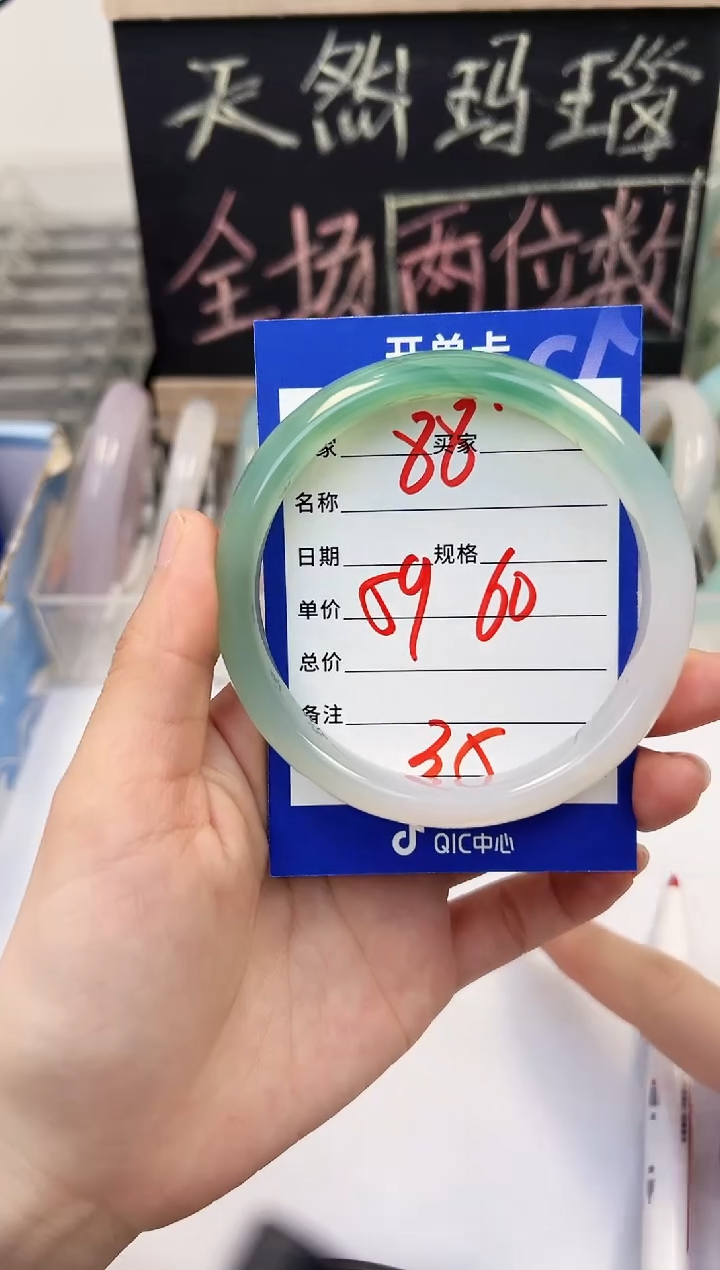 天然玛瑙
全场两位数
开单卡
家 88. 买家
名称
日期 规格
单价 59 60
总价
备注
38
QIC中心